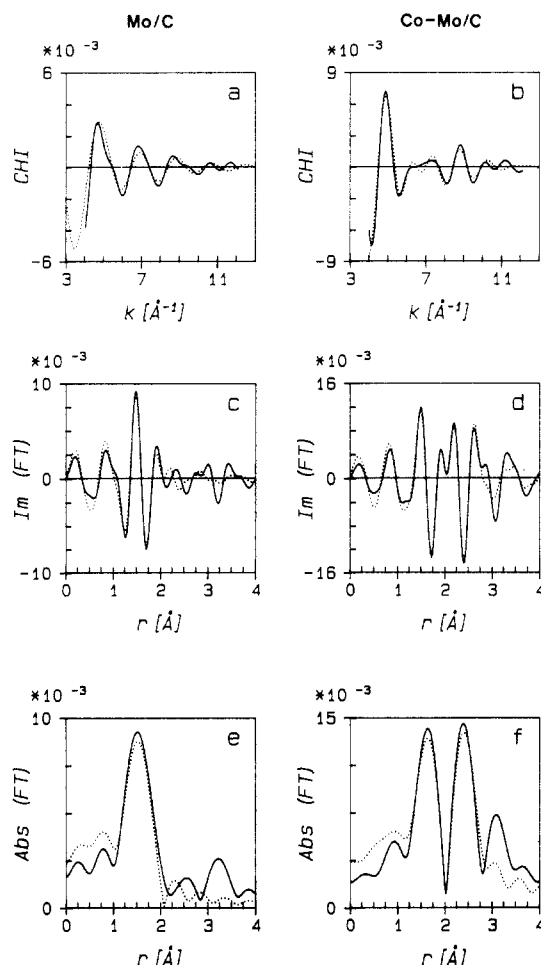 Mo/C
Co-Mo/C
*10 -3
*10 -3
6
9
a
b
CHI
CHI
-6
-9
3 7 11
3 7 11
k [Å-1]
k [Å-1]
*10 -3
*10 -3
10
16
c
d
Im (FT)
Im (FT)
0
0
-10
-16
0 1 2 3 4
0 1 2 3 4
r [Å]
r [Å]
*10 -3
*10 -3
10
15
e
f
Abs (FT)
Abs (FT)
0
0
0 1 2 3 4
0 1 2 3 4
r [Å]
r [Å]